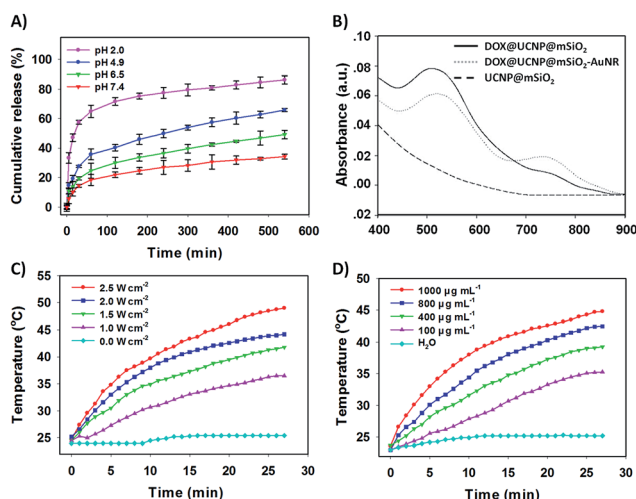 A)
Cumulative release (%)
100
80
60
40
20
0
pH 2.0
pH 4.9
pH 6.5
pH 7.4
0 100 200 300 400 500 600
Time (min)
B)
Absorbance (a.u.)
.10
.08
.06
.04
.02
.00
.02
DOX@UCNP@mSiO₂
DOX@UCNP@mSiO₂-AuNR
UCNP@mSiO₂
400 500 600 700 800 900
C)
Temperature (°C)
55
50
45
40
35
30
25
2.5 W cm⁻²
2.0 W cm⁻²
1.5 W cm⁻²
1.0 W cm⁻²
0.0 W cm⁻²
0 5 10 15 20 25 30
Time (min)
D)
Temperature (°C)
50
45
40
35
30
25
1000 µg mL⁻¹
800 µg mL⁻¹
400 µg mL⁻¹
100 µg mL⁻¹
H₂O
0 5 10 15 20 25 30
Time (min)